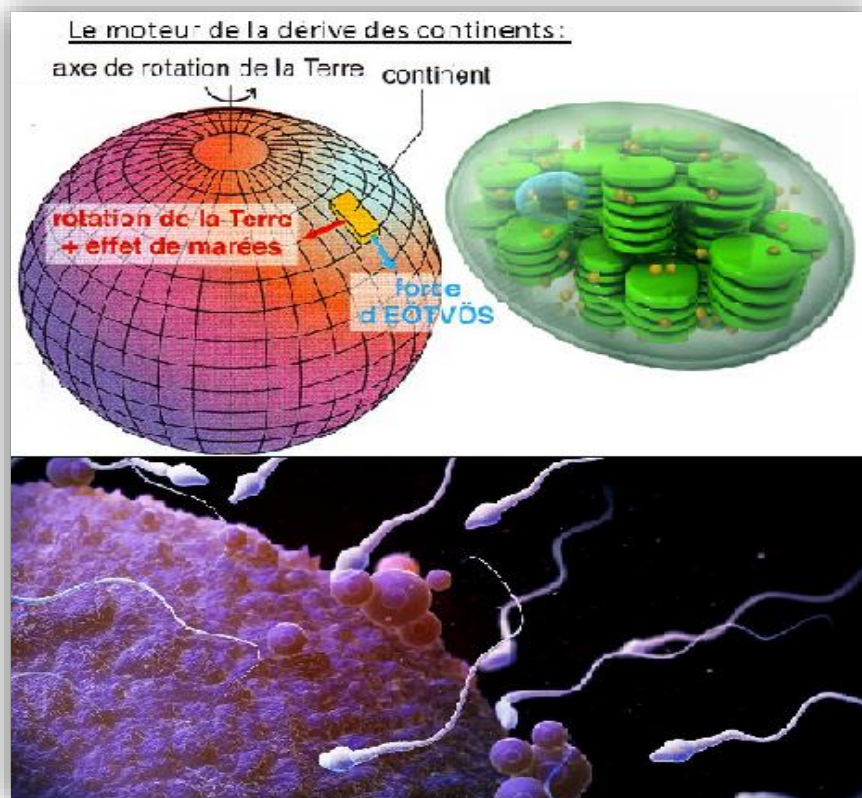 Le moteur de la dérive des continents:
axe de rotation de la Terre
continent
rotation de la Terre
+ effet de marées
force
d'EÖTVÖS